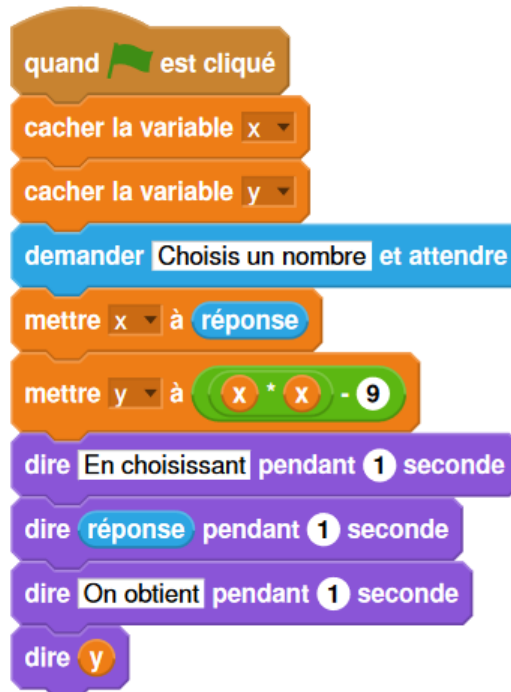 quand est cliqué
cacher la variable x
cacher la variable y
demander Choisis un nombre et attendre
mettre x à réponse
mettre y à x * x - 9
dire En choisissant pendant 1 seconde
dire réponse pendant 1 seconde
dire On obtient pendant 1 seconde
dire y